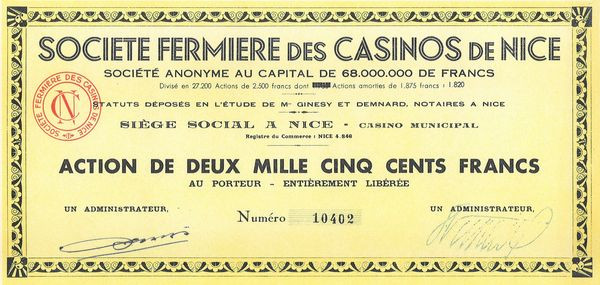 SOCIETE FERMIERE DES CASINOS DE NICE
SOCIÉTÉ ANONYME AU CAPITAL DE 68.000.000 DE FRANCS
Divisé en 27.200 Actions de 2.500 francs dont Actions amorties de 1.875 francs : 1.820
STATUTS DÉPOSÉS EN L'ÉTUDE DE Mes GINESY ET DEMNARD, NOTAIRES A NICE
SIÈGE SOCIAL A NICE - CASINO MUNICIPAL
Registre du Commerce : NICE 4.846
SOCIÉTÉ FERMIÈRE DES CASINOS DE NICE
CN
ACTION DE DEUX MILLE CINQ CENTS FRANCS
AU PORTEUR - ENTIÈREMENT LIBÉRÉE
UN ADMINISTRATEUR,
Numéro 10402
UN ADMINISTRATEUR,